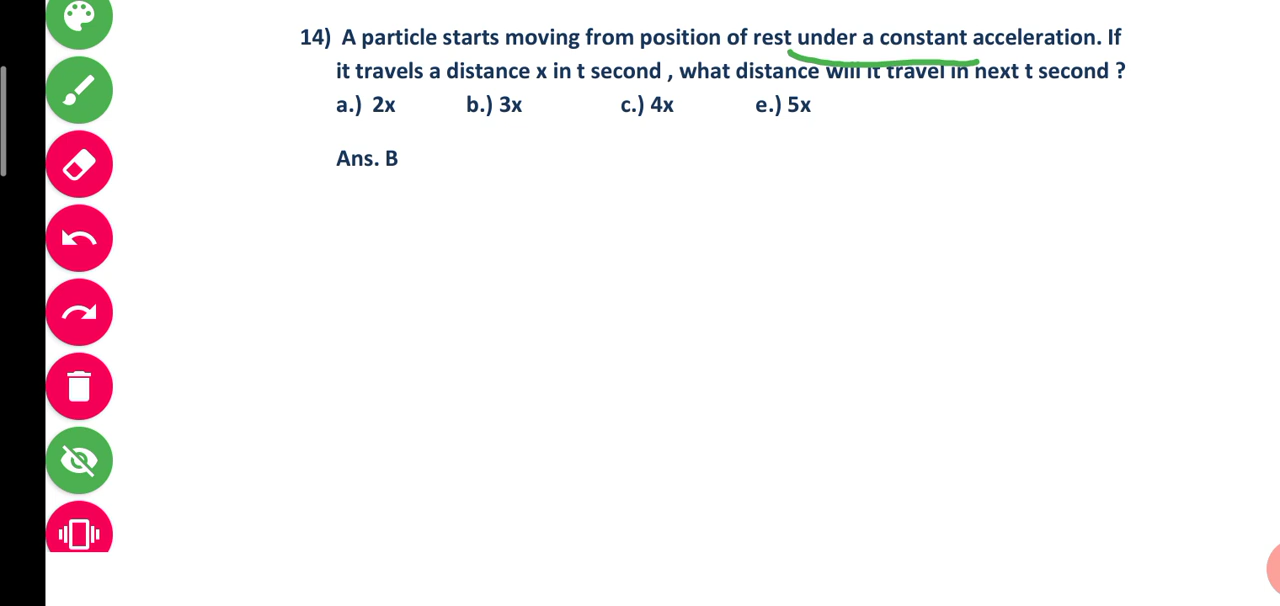 14) A particle starts moving from position of rest under a constant acceleration. If
it travels a distance x in t second , what distance will it travel in next t second ?
a.) 2x b.) 3x c.) 4x e.) 5x
Ans. B